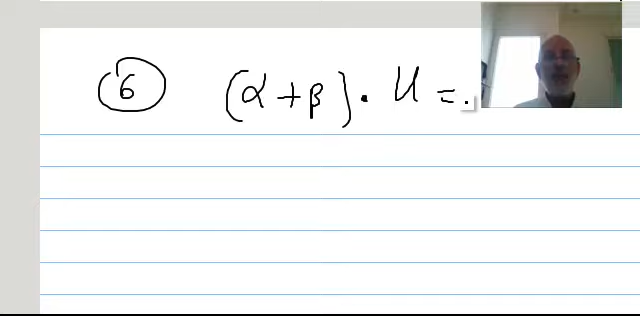 6 (α + β) · u = .